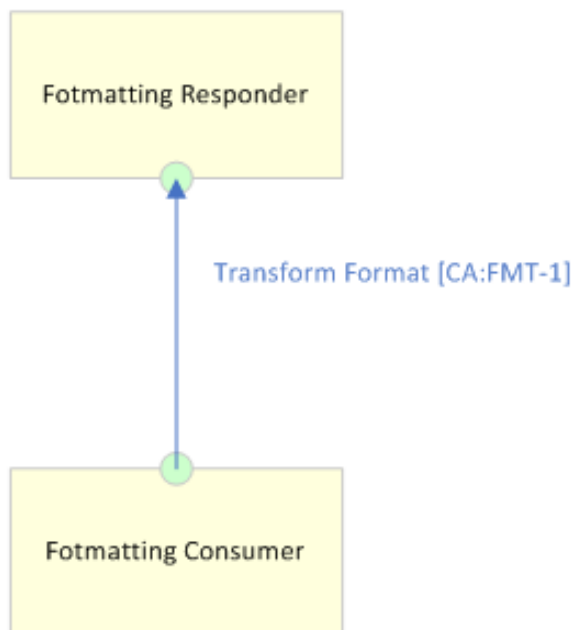 Fotmatting Responder
Transform Format [CA:FMT-1]
Fotmatting Consumer